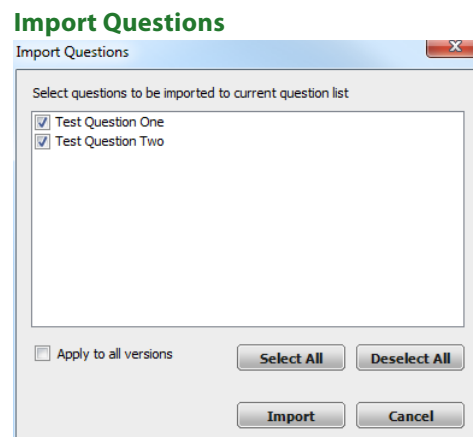 Import Questions
Import Questions
Select questions to be imported to current question list
Test Question One
Test Question Two
Apply to all versions
Select All
Deselect All
Import
Cancel